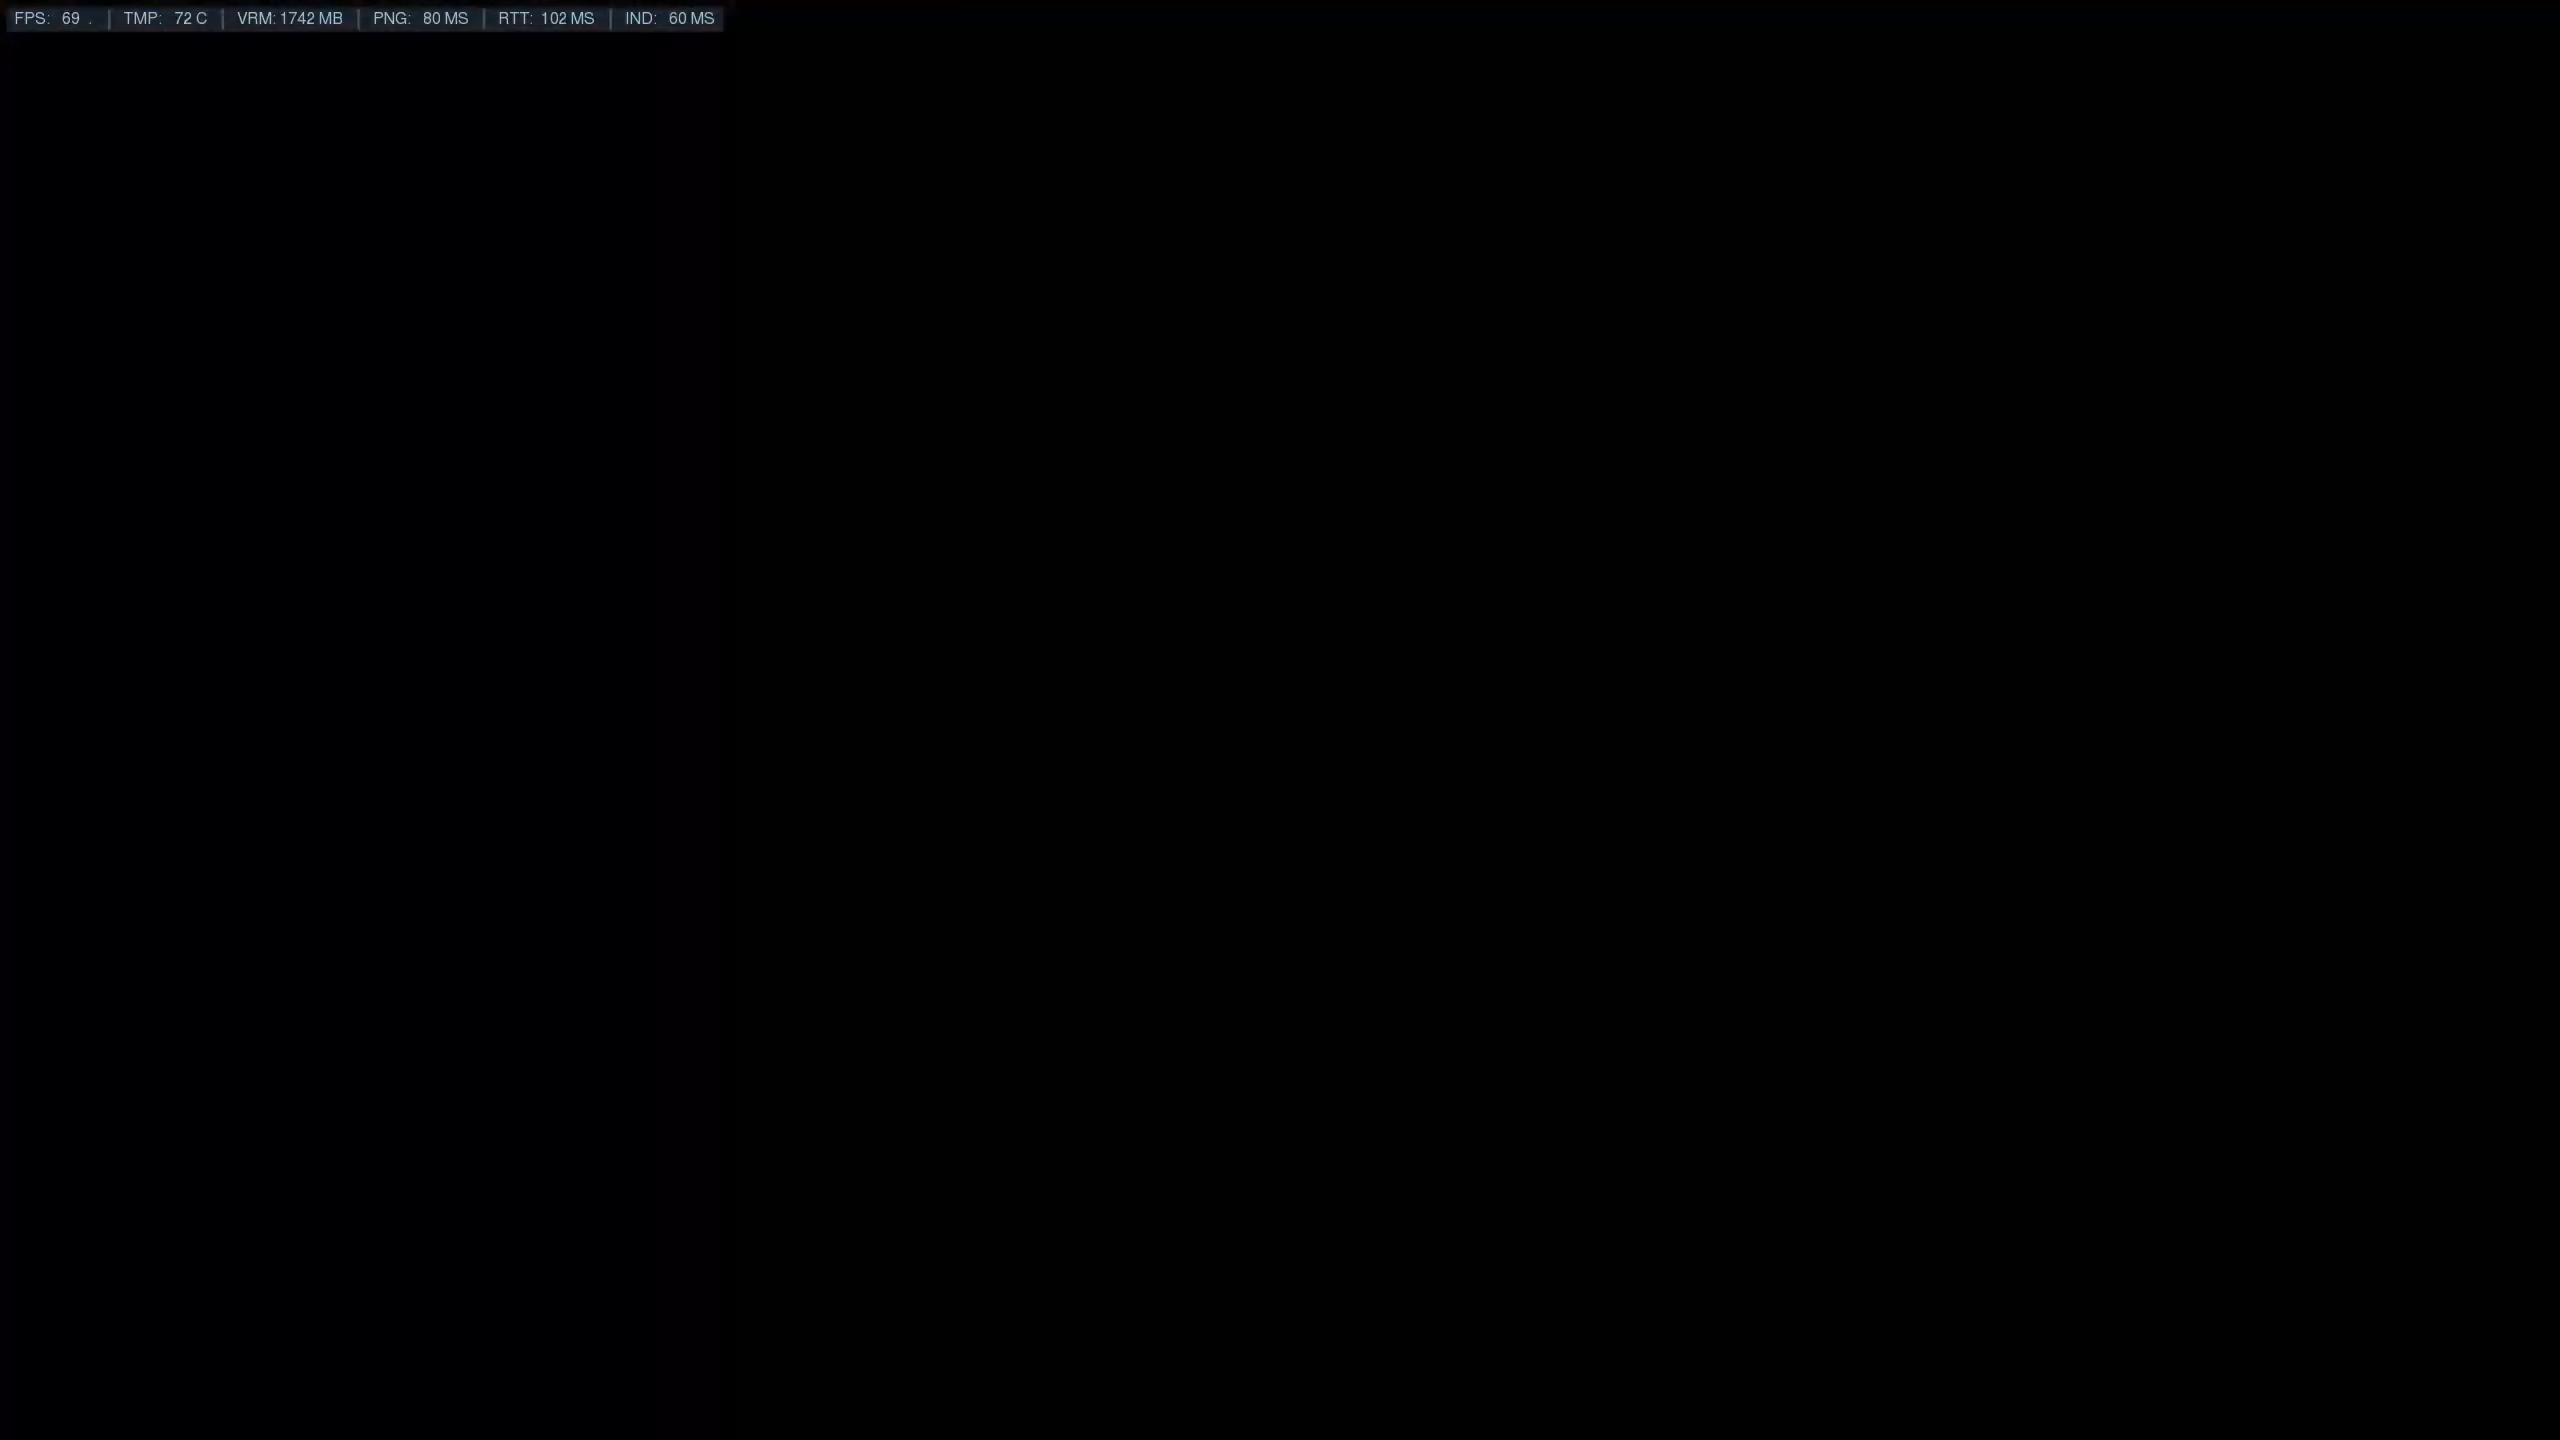 FPS: 69 . | TMP: 72 C | VRM: 1742 MB | PNG: 80 MS | RTT: 102 MS | IND: 60 MS